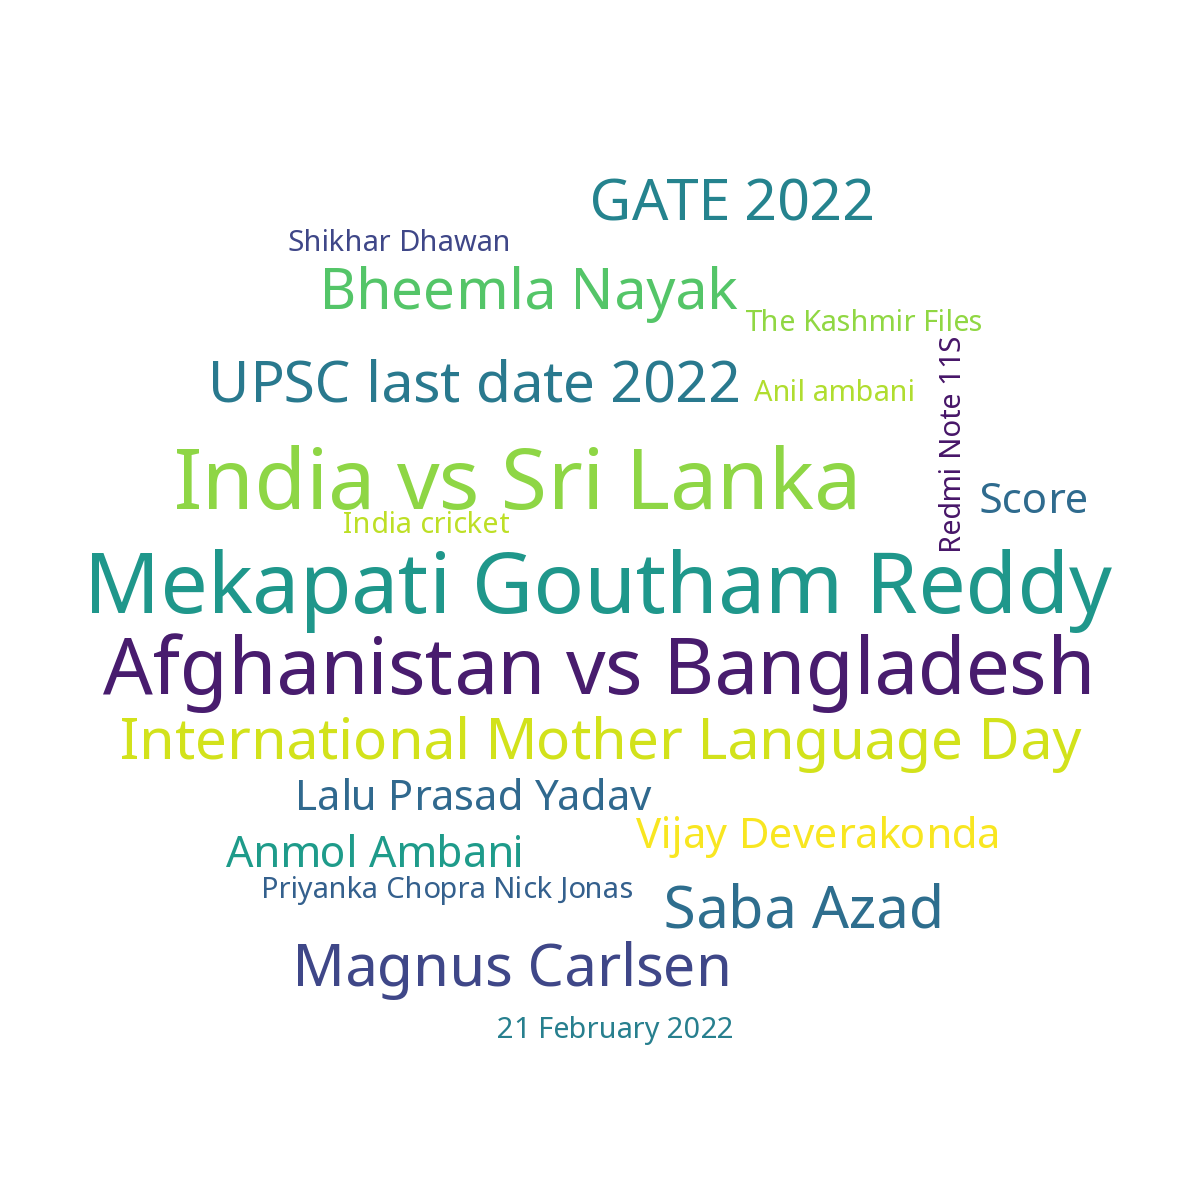 GATE 2022
Shikhar Dhawan
Bheemla Nayak
The Kashmir Files
UPSC last date 2022
Anil ambani
Redmi Note 11S
India vs Sri Lanka
Score
India cricket
Mekapati Goutham Reddy
Afghanistan vs Bangladesh
International Mother Language Day
Lalu Prasad Yadav
Vijay Deverakonda
Anmol Ambani
Priyanka Chopra Nick Jonas
Saba Azad
Magnus Carlsen
21 February 2022